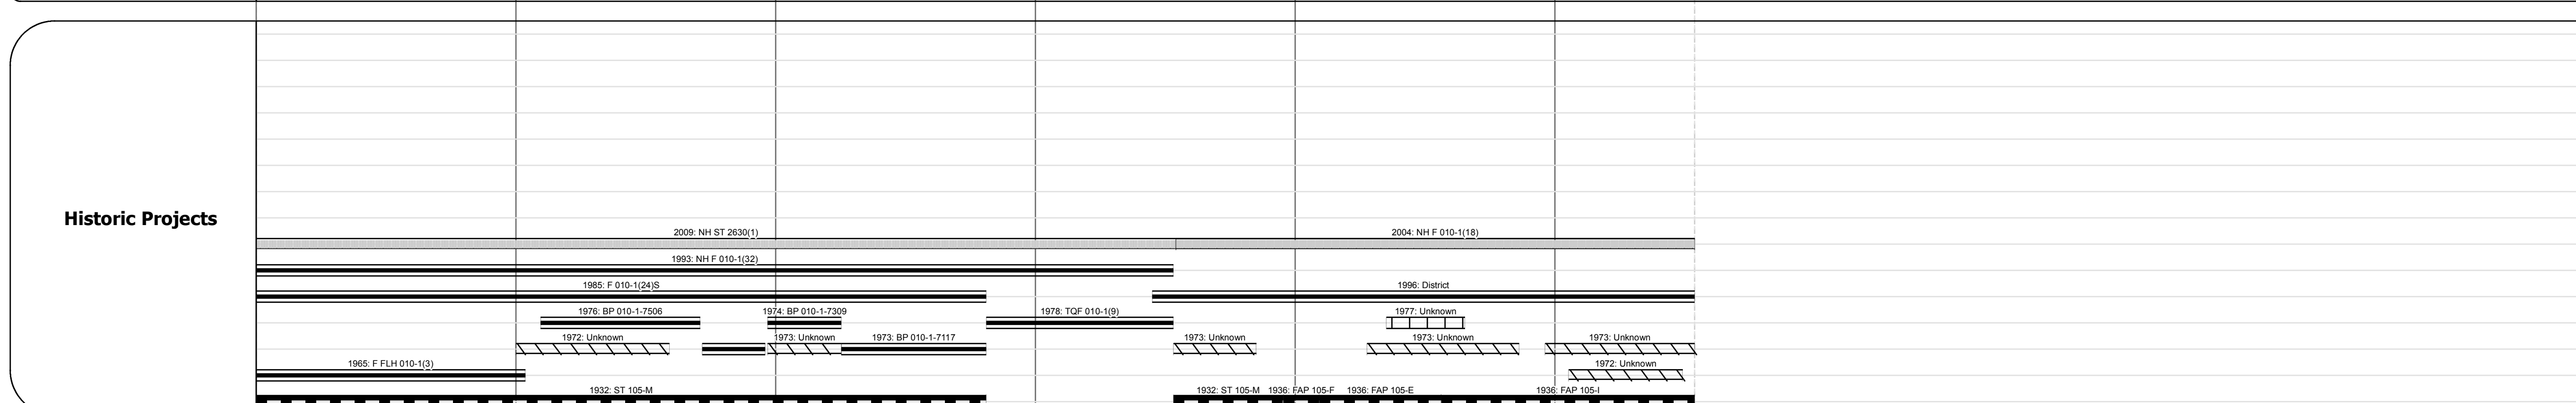 Historic Projects
2009: NH ST 2630(1)
2004: NH F 010-1(18)
1993: NH F 010-1(32)
1985: F 010-1(24)S
1996: District
1976: BP 010-1-7506
1974: BP 010-1-7309
1978: TQF 010-1(9)
1977: Unknown
1972: Unknown
1973: Unknown
1973: BP 010-1-7117
1973: Unknown
1973: Unknown
1973: Unknown
1965: F FLH 010-1(3)
1972: Unknown
1932: ST 105-M
1932: ST 105-M
1936: FAP 105-F
1936: FAP 105-E
1936: FAP 105-I